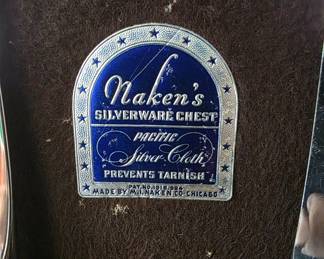 Naken's
SILVERWARE CHEST
PACIFIC
Silver Cloth
PREVENTS TARNISH
MADE BY M.I. NAKEN CO. CHICAGO